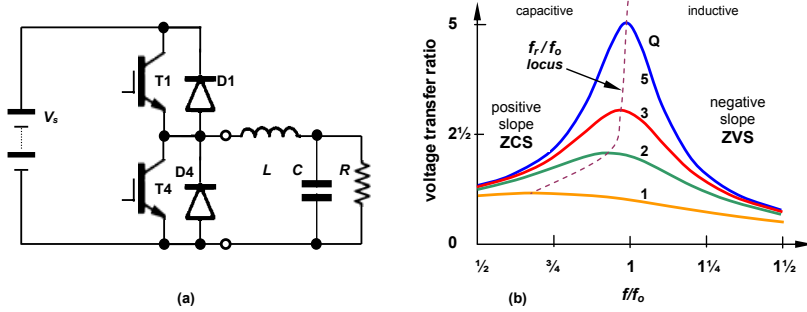 T1
D1
Vs
T4
D4
L
C
R
(a)
capacitive
inductive
5
Q
fr / fo
locus
5
positive
slope
ZCS
3
negative
slope
ZVS
2½
2
1
0
½
¾
1
1¼
1½
f/fo
voltage transfer ratio
(b)